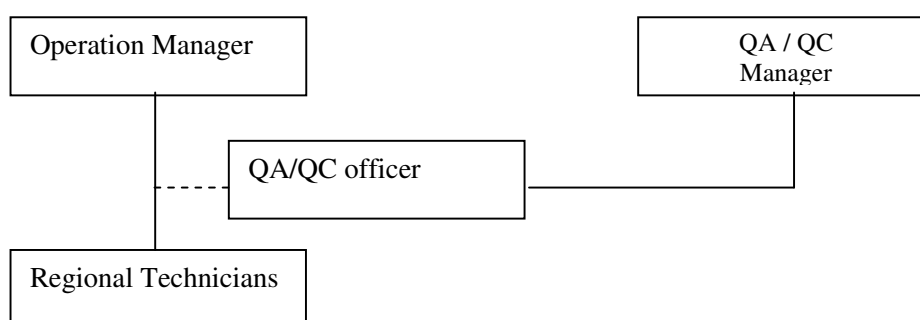 Operation Manager
QA / QC
Manager
QA/QC officer
Regional Technicians